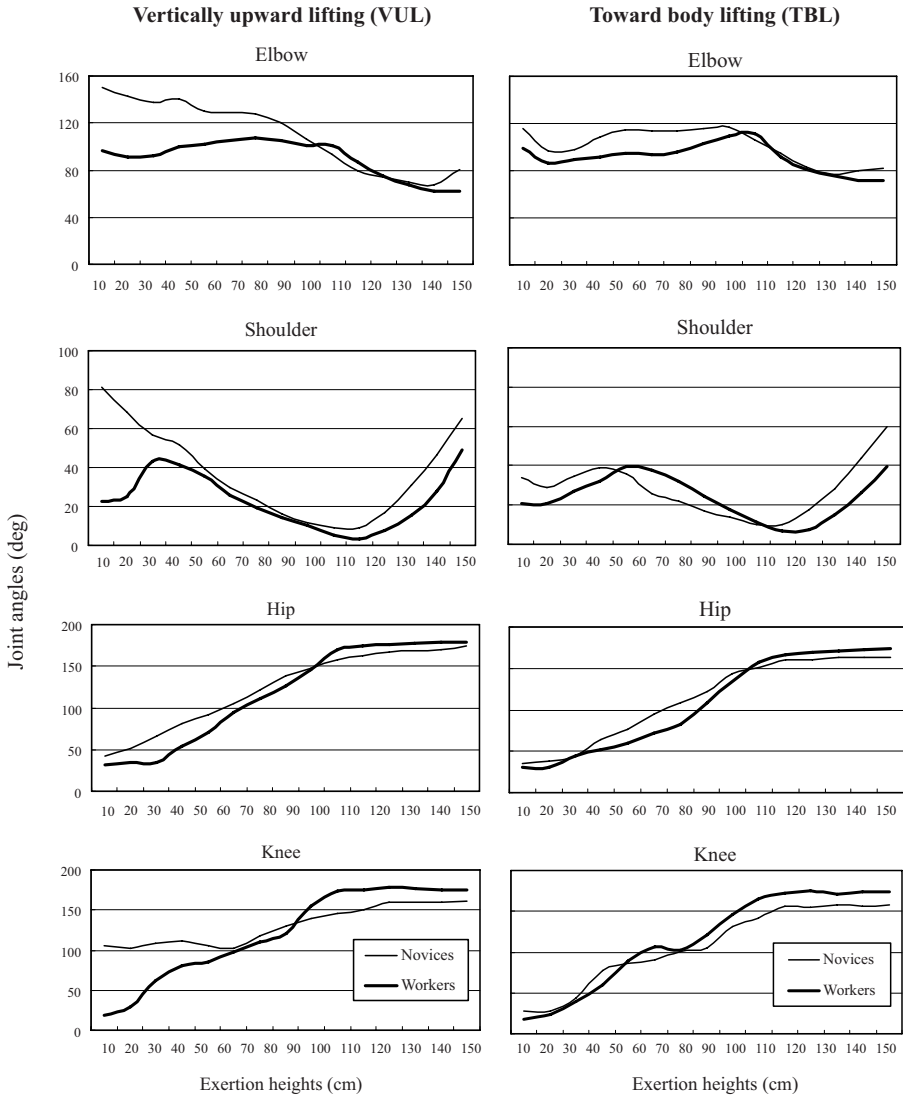 Vertically upward lifting (VUL)
Toward body lifting (TBL)
Joint angles (deg)
Elbow
160
120
80
40
0
10 20 30 40 50 60 70 80 90 100 110 120 130 140 150
Elbow
10 20 30 40 50 60 70 80 90 100 110 120 130 140 150
Shoulder
100
80
60
40
20
0
10 20 30 40 50 60 70 80 90 100 110 120 130 140 150
Shoulder
10 20 30 40 50 60 70 80 90 100 110 120 130 140 150
Hip
200
150
100
50
0
10 20 30 40 50 60 70 80 90 100 110 120 130 140 150
Hip
10 20 30 40 50 60 70 80 90 100 110 120 130 140 150
Knee
200
150
100
50
0
Novices
Workers
10 20 30 40 50 60 70 80 90 100 110 120 130 140 150
Exertion heights (cm)
Knee
Novices
Workers
10 20 30 40 50 60 70 80 90 100 110 120 130 140 150
Exertion heights (cm)